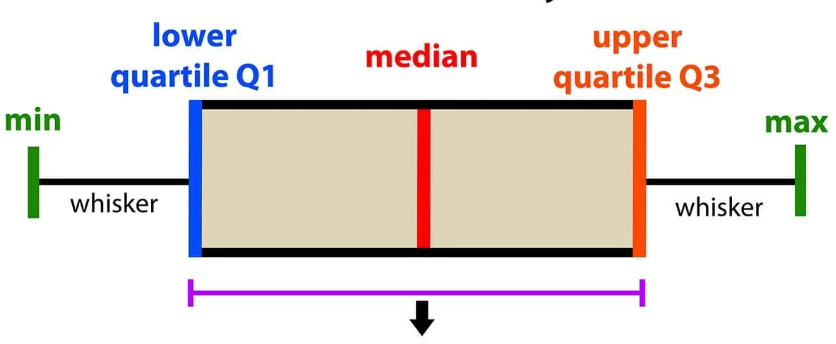 lower
quartile Q1
median
upper
quartile Q3
min
max
whisker
whisker